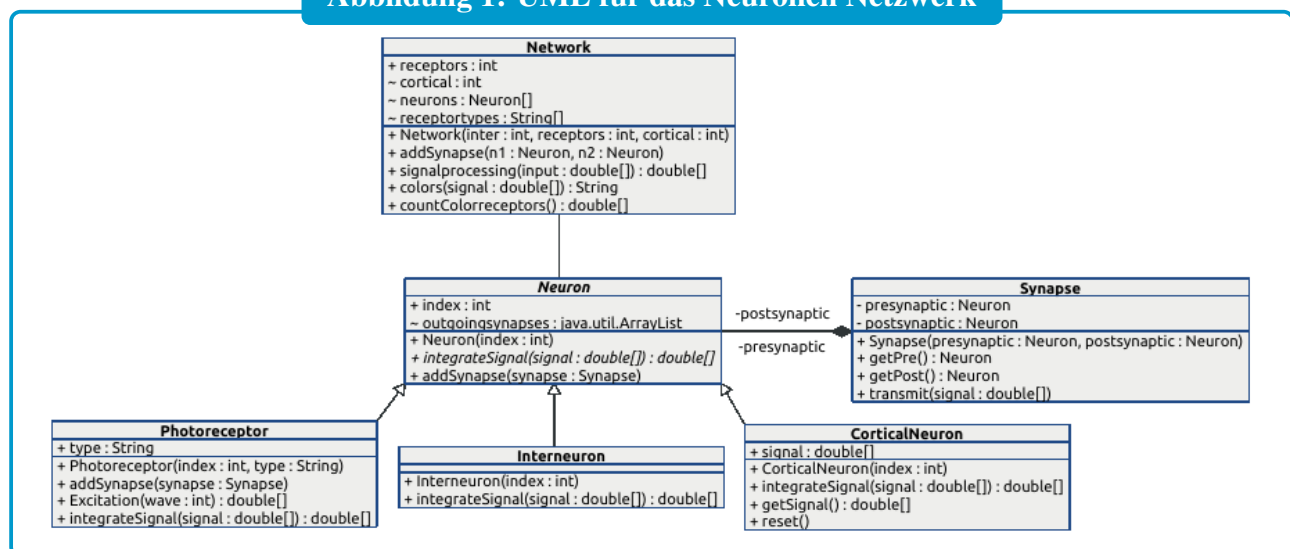 Abbildung 1: UML für das Neuronen Netzwerk
Network
+ receptors : int
~ cortical : int
~ neurons : Neuron[]
~ receptortypes : String[]
+ Network(inter : int, receptors : int, cortical : int)
+ addSynapse(n1 : Neuron, n2 : Neuron)
+ signalprocessing(input : double[]) : double[]
+ colors(signal : double[]) : String
+ countColorreceptors() : double[]
Neuron
+ index : int
~ outgoingsynapses : java.util.ArrayList
+ Neuron(index : int)
+ integrateSignal(signal : double[]) : double[]
+ addSynapse(synapse : Synapse)
-postsynaptic
-presynaptic
Synapse
- presynaptic : Neuron
- postsynaptic : Neuron
+ Synapse(presynaptic : Neuron, postsynaptic : Neuron)
+ getPre() : Neuron
+ getPost() : Neuron
+ transmit(signal : double[])
Photoreceptor
+ type : String
+ Photoreceptor(index : int, type : String)
+ addSynapse(synapse : Synapse)
+ Excitation(wave : int) : double[]
+ integrateSignal(signal : double[]) : double[]
Interneuron
+ Interneuron(index : int)
+ integrateSignal(signal : double[]) : double[]
CorticalNeuron
+ signal : double[]
+ CorticalNeuron(index : int)
+ integrateSignal(signal : double[]) : double[]
+ getSignal() : double[]
+ reset()